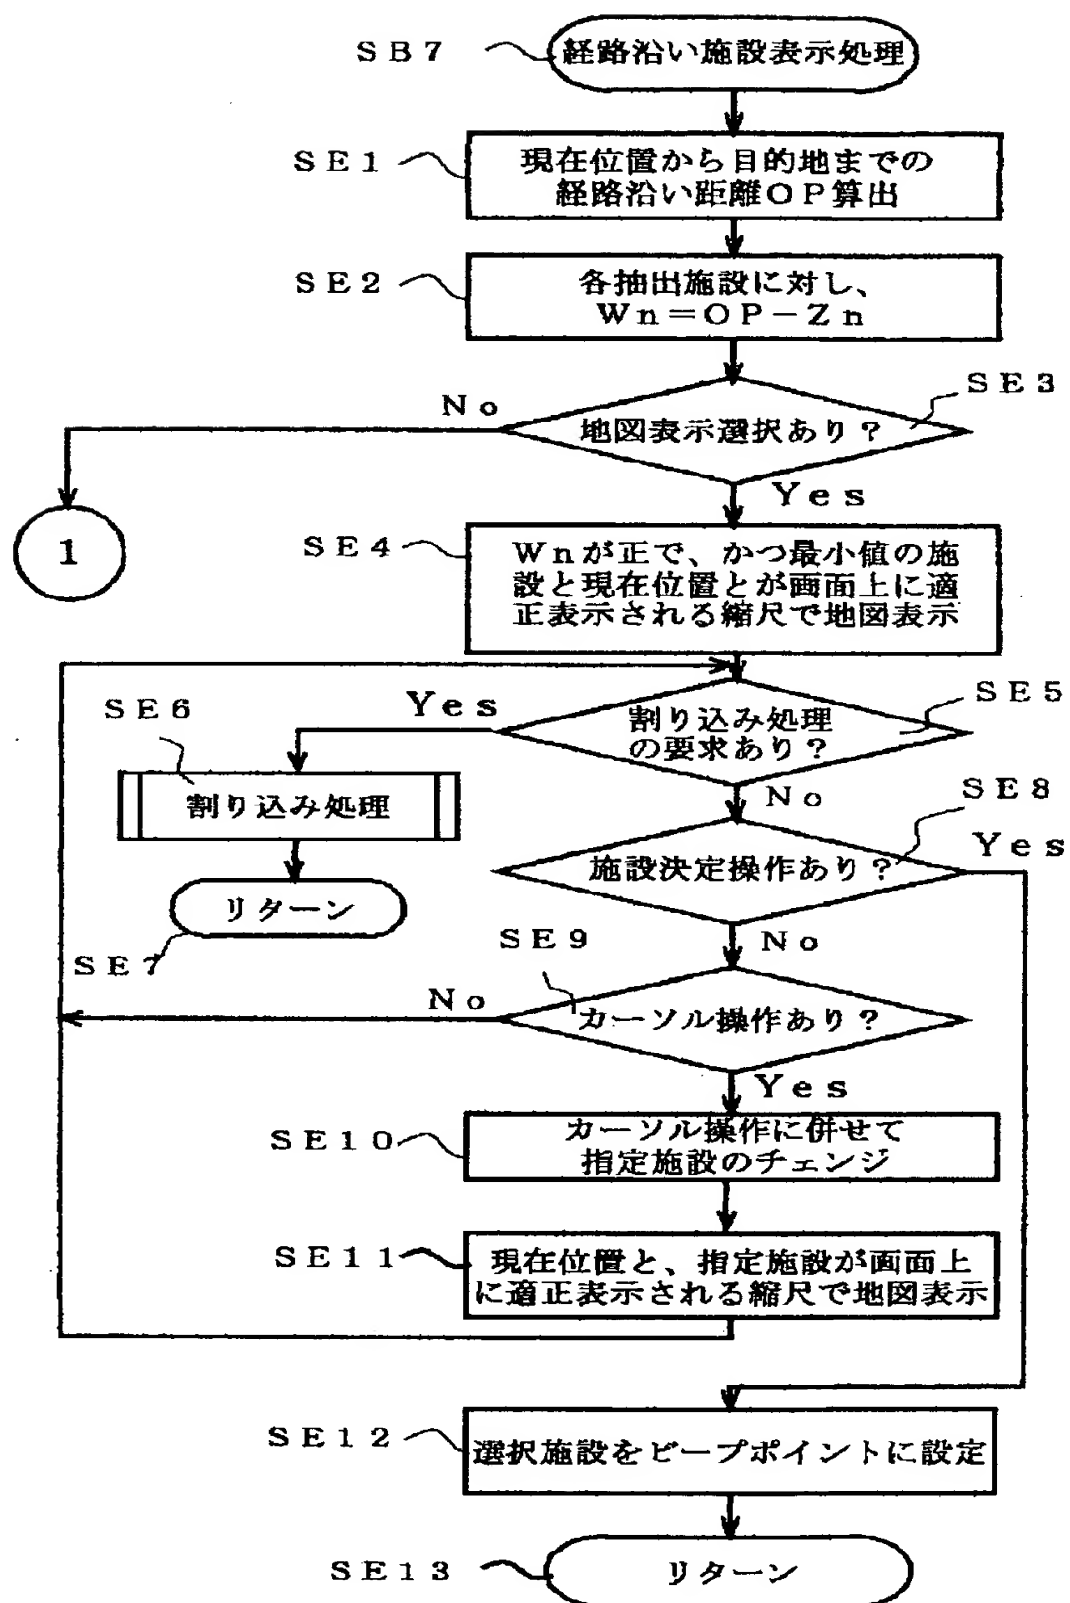 SB7
経路沿い施設表示処理
SE1
現在位置から目的地までの
経路沿い距離OP算出
SE2
各抽出施設に対し、
Wn=OP-Zn
SE3
No
地図表示選択あり?
Yes
1
SE4
Wnが正で、かつ最小値の施
設と現在位置とが画面上に適
正表示される縮尺で地図表示
SE5
Yes
割り込み処理
の要求あり?
SE6
割り込み処理
No
SE8
Yes
施設決定操作あり?
リターン
SE7
No
SE9
No
カーソル操作あり?
Yes
SE10
カーソル操作に併せて
指定施設のチェンジ
SE11
現在位置と、指定施設が画面上
に適正表示される縮尺で地図表示
SE12
選択施設をビープポイントに設定
SE13
リターン